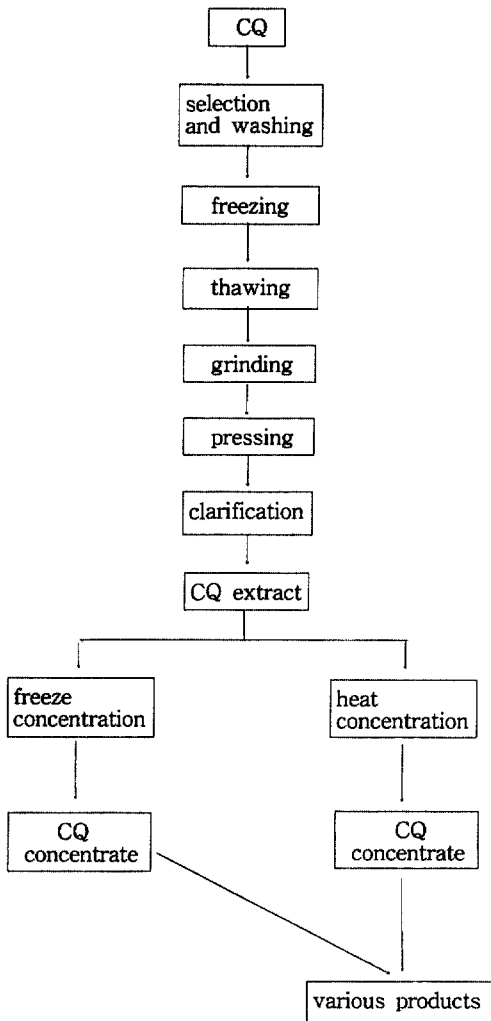 CQ
selection
and washing
freezing
thawing
grinding
pressing
clarification
CQ extract
freeze
concentration
heat
concentration
CQ
concentrate
CQ
concentrate
various products